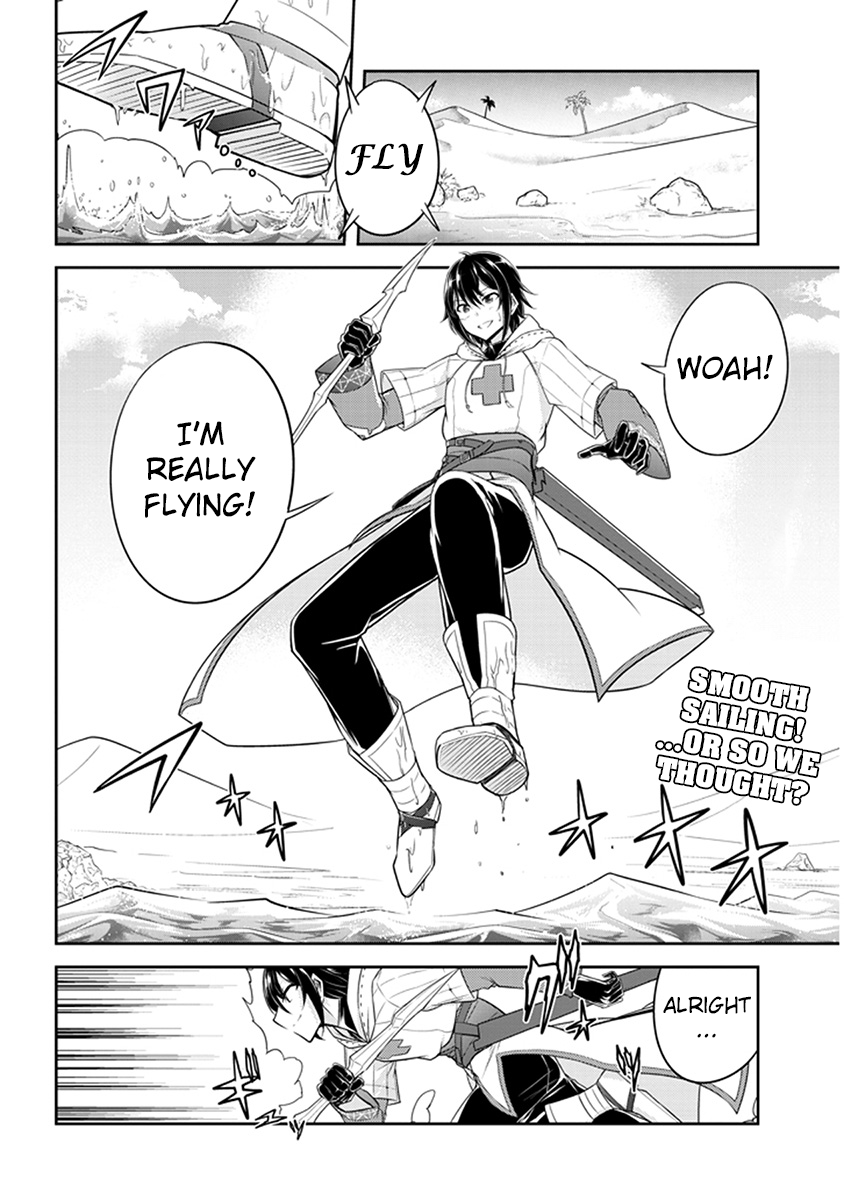 FLY
WOAH!
I'M
REALLY
FLYING!
SMOOTH
SAILING!
...OR SO WE
THOUGHT?
ALRIGHT
...